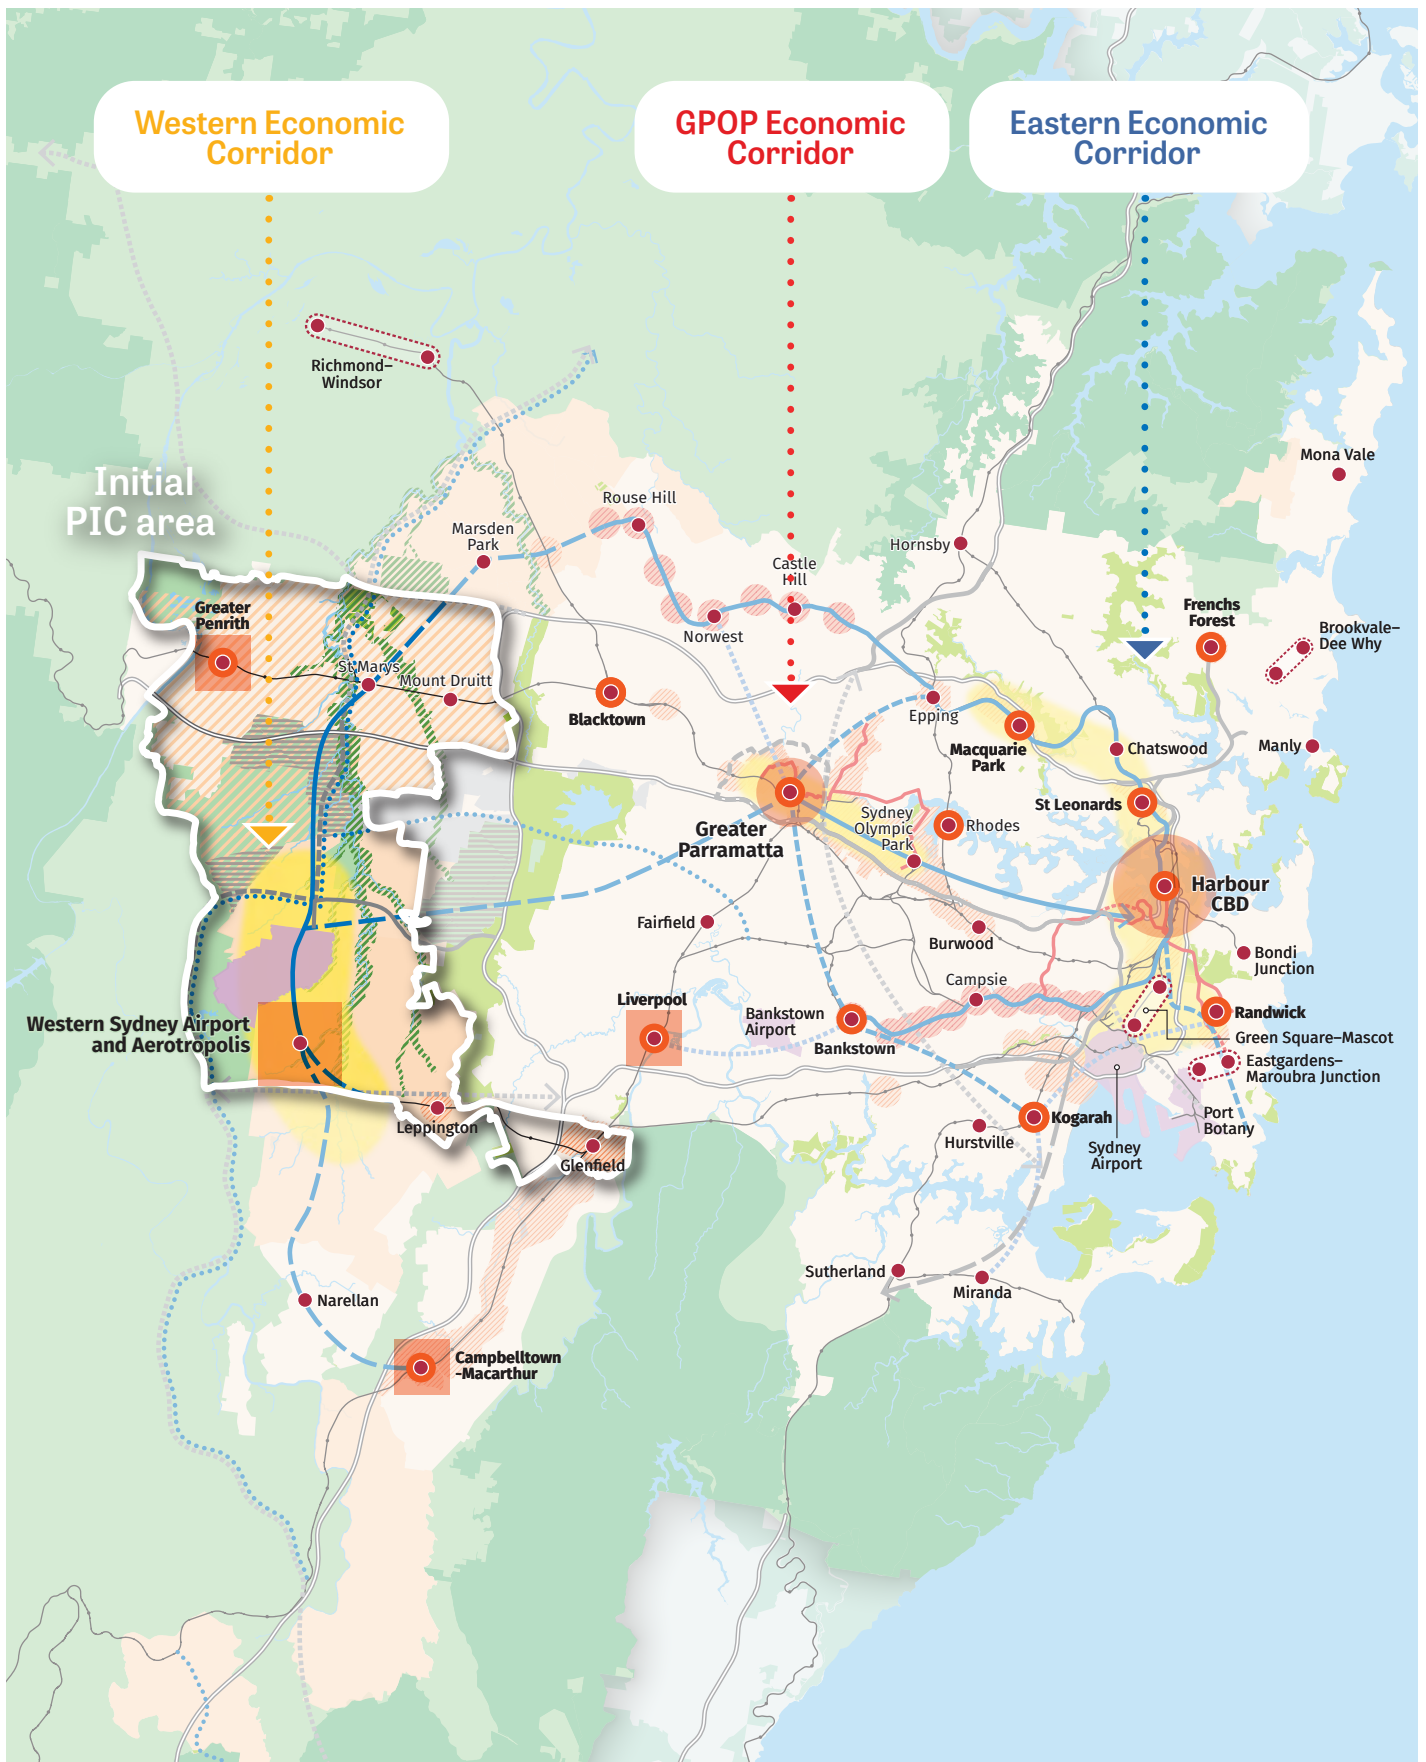 Western Economic
Corridor
GPOP Economic
Corridor
Eastern Economic
Corridor
Richmond–
Windsor
Mona Vale
Initial
PIC area
Rouse Hill
Marsden
Park
Hornsby
Castle
Hill
Greater
Penrith
Frenchs
Forest
Norwest
Brookvale–
Dee Why
St Marys
Mount Druitt
Blacktown
Epping
Macquarie
Park
Chatswood
Manly
St Leonards
Sydney
Olympic
Park
Rhodes
Greater
Parramatta
Harbour
CBD
Fairfield
Burwood
Bondi
Junction
Campsie
Liverpool
Bankstown
Airport
Randwick
Western Sydney Airport
and Aerotropolis
Bankstown
Green Square–Mascot
Eastgardens–
Maroubra Junction
Leppington
Kogarah
Port
Botany
Hurstville
Sydney
Airport
Glenfield
Sutherland
Miranda
Narellan
Campbelltown
-Macarthur